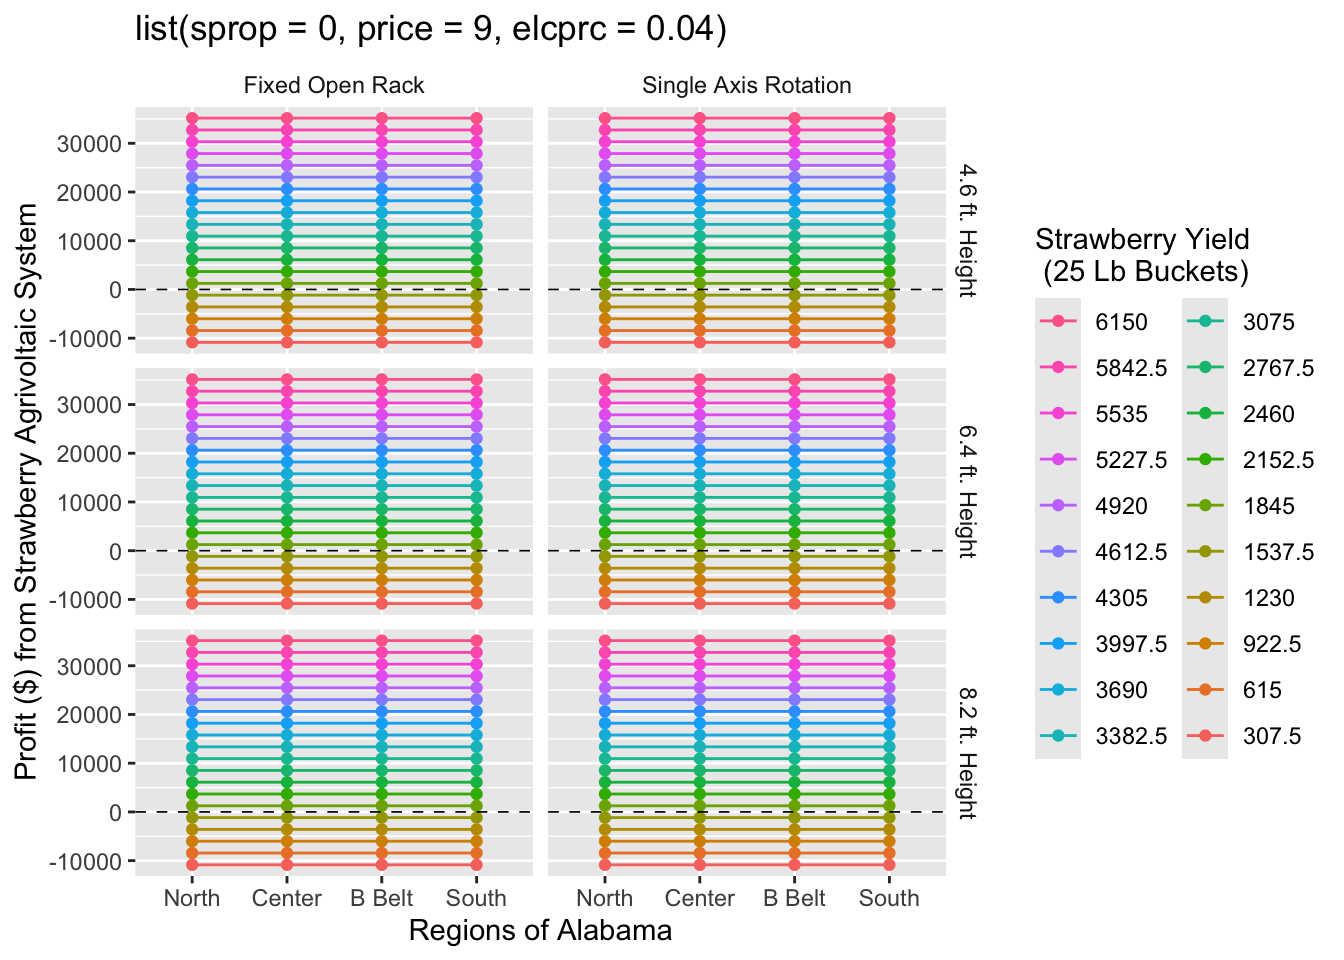 list(sprop = 0, price = 9, elcprc = 0.04)
Fixed Open Rack
Single Axis Rotation
Profit ($) from Strawberry Agrivoltaic System
30000
20000
10000
0
-10000
4.6 ft. Height
30000
20000
10000
0
-10000
6.4 ft. Height
30000
20000
10000
0
-10000
8.2 ft. Height
North
Center
B Belt
South
North
Center
B Belt
South
Regions of Alabama
Strawberry Yield
(25 Lb Buckets)
6150
5842.5
5535
5227.5
4920
4612.5
4305
3997.5
3690
3382.5
3075
2767.5
2460
2152.5
1845
1537.5
1230
922.5
615
307.5